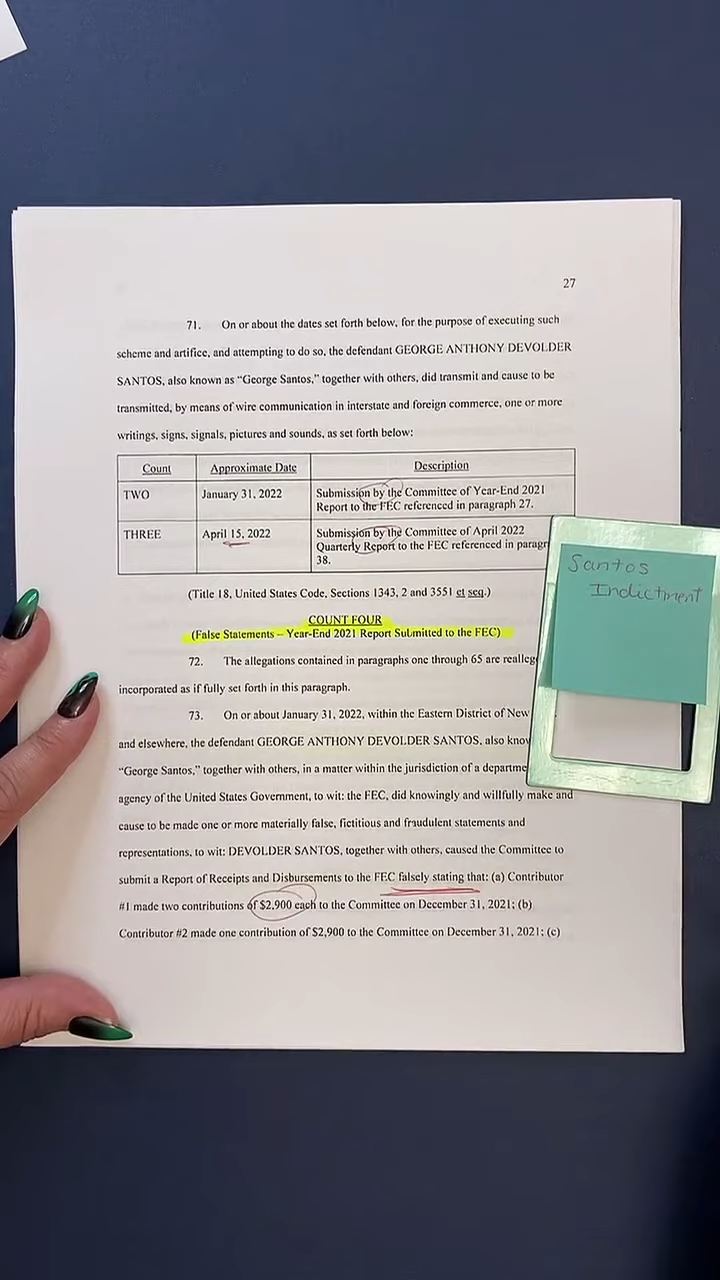 27
71. On or about the dates set forth below, for the purpose of executing such
scheme and artifice, and attempting to do so, the defendant GEORGE ANTHONY DEVOLDER
SANTOS, also known as “George Santos,” together with others, did transmit and cause to be
transmitted, by means of wire communication in interstate and foreign commerce, one or more
writings, signs, signals, pictures and sounds, as set forth below:
Count Approximate Date Description
TWO January 31, 2022 Submission by the Committee of Year-End 2021
Report to the FEC referenced in paragraph 27.
THREE April 15, 2022 Submission by the Committee of April 2022
Quarterly Report to the FEC referenced in paragr
38.
Santos
Indictment
(Title 18, United States Code, Sections 1343, 2 and 3551 et seq.)
COUNT FOUR
(False Statements – Year-End 2021 Report Submitted to the FEC)
72. The allegations contained in paragraphs one through 65 are realleg
incorporated as if fully set forth in this paragraph.
73. On or about January 31, 2022, within the Eastern District of New
and elsewhere, the defendant GEORGE ANTHONY DEVOLDER SANTOS, also know
“George Santos,” together with others, in a matter within the jurisdiction of a departme
agency of the United States Government, to wit: the FEC, did knowingly and willfully make and
cause to be made one or more materially false, fictitious and fraudulent statements and
representations, to wit: DEVOLDER SANTOS, together with others, caused the Committee to
submit a Report of Receipts and Disbursements to the FEC falsely stating that: (a) Contributor
#1 made two contributions of $2,900 each to the Committee on December 31, 2021; (b)
Contributor #2 made one contribution of $2,900 to the Committee on December 31, 2021; (c)